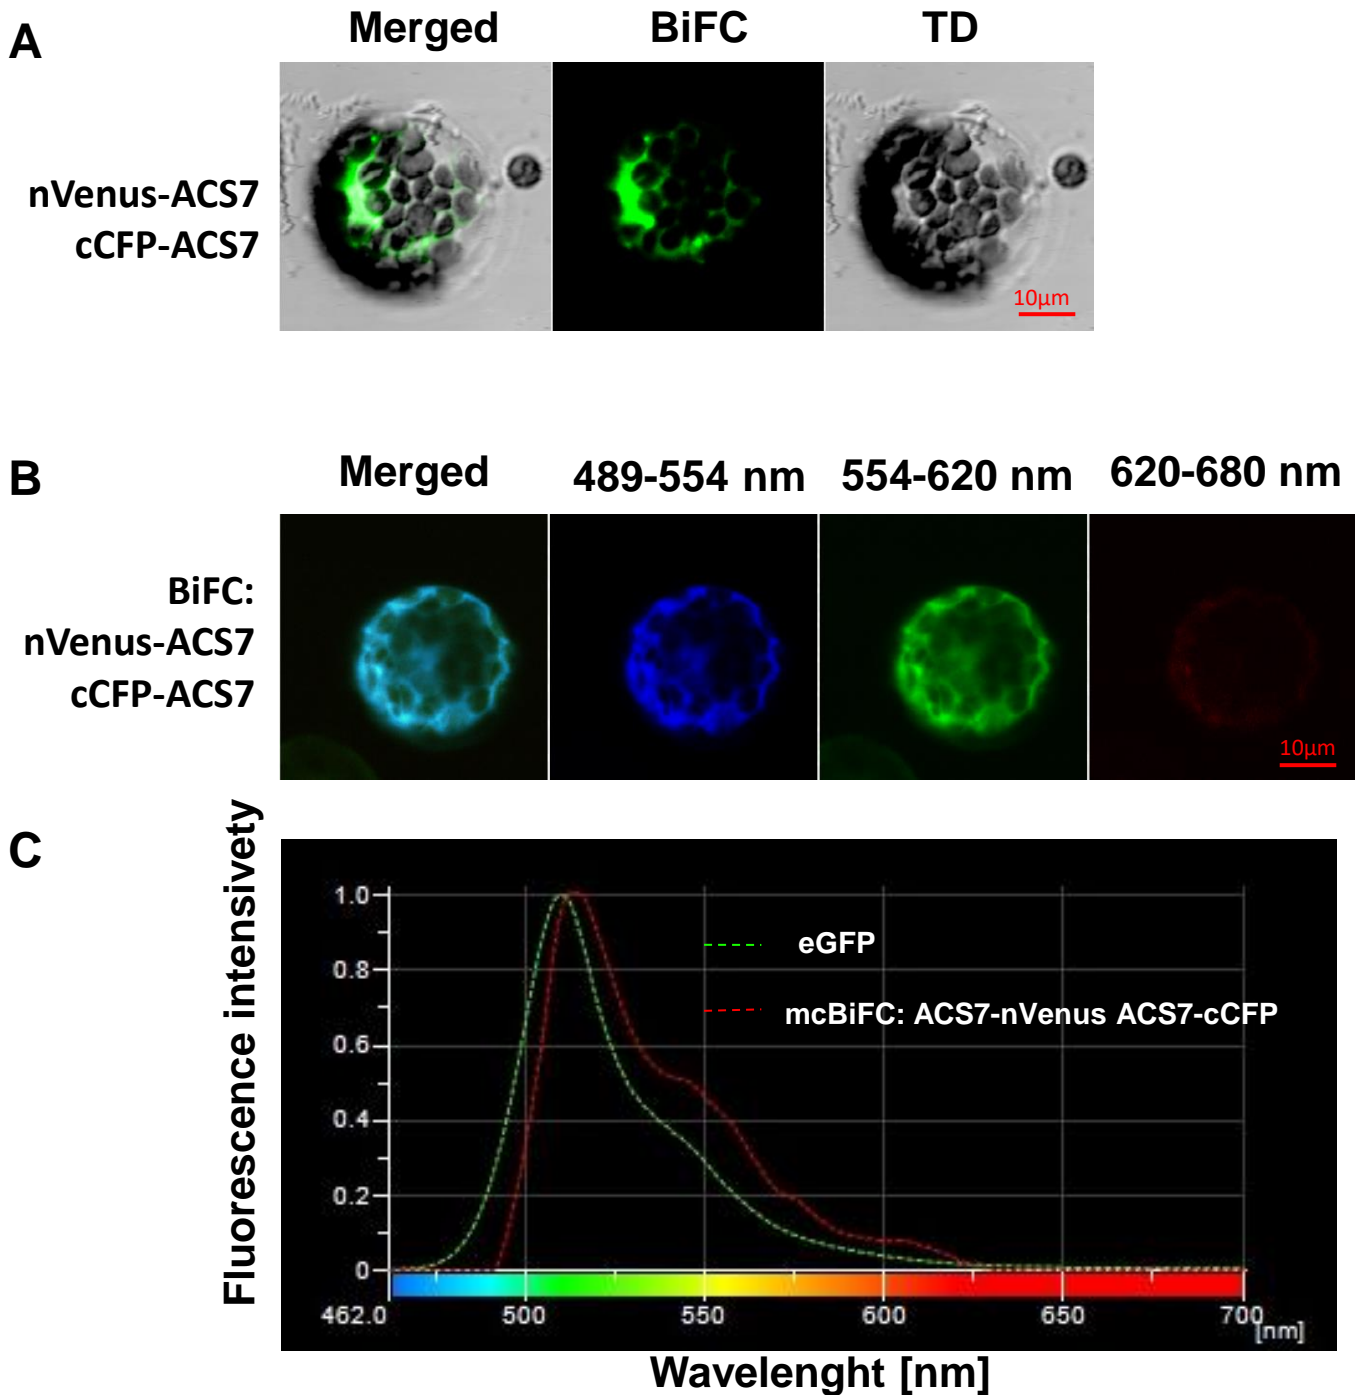 A
Merged
BiFC
TD
nVenus-ACS7
cCFP-ACS7
10µm
B
Merged
489-554 nm
554-620 nm
620-680 nm
BiFC:
nVenus-ACS7
cCFP-ACS7
10µm
C
Fluorescence intensivety
1.0
0.8
0.6
0.4
0.2
0
eGFP
mcBiFC: ACS7-nVenus ACS7-cCFP
462.0
500
550
600
650
700
[nm]
Wavelenght [nm]